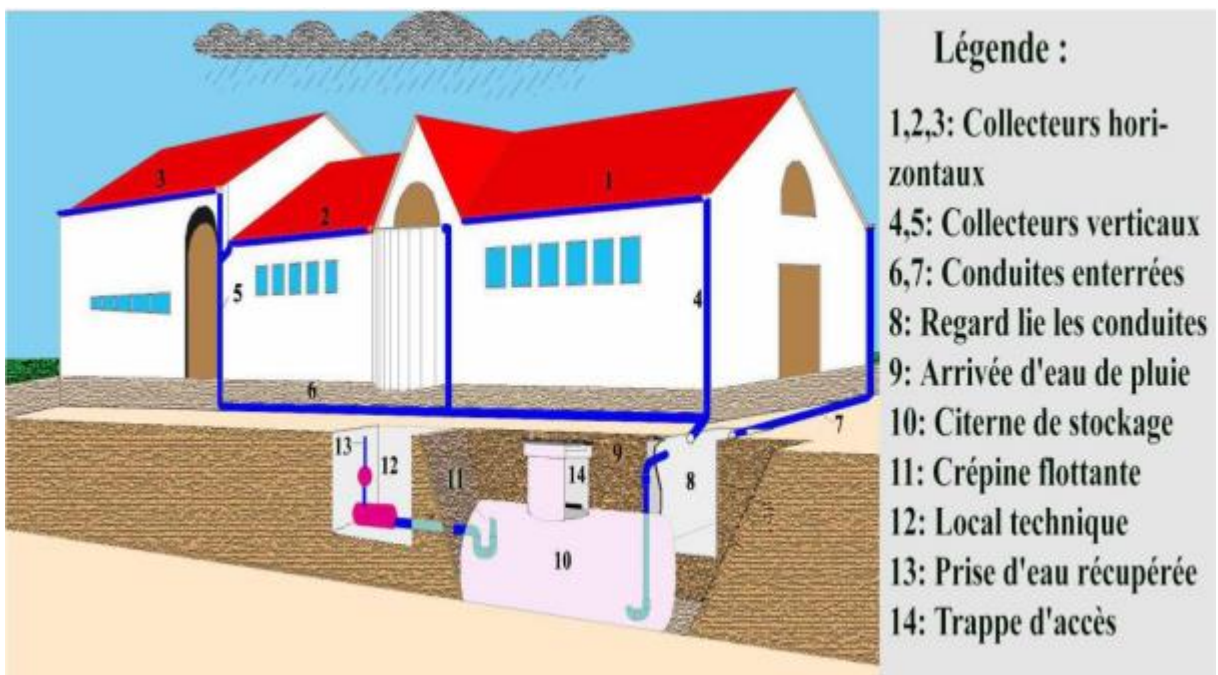 3
2
1
5
4
6
7
13
12
11
14
9
8
10
Légende :
1,2,3: Collecteurs hori-
zontaux
4,5: Collecteurs verticaux
6,7: Conduites enterrées
8: Regard lie les conduites
9: Arrivée d'eau de pluie
10: Citerne de stockage
11: Crépine flottante
12: Local technique
13: Prise d'eau récupérée
14: Trappe d'accès